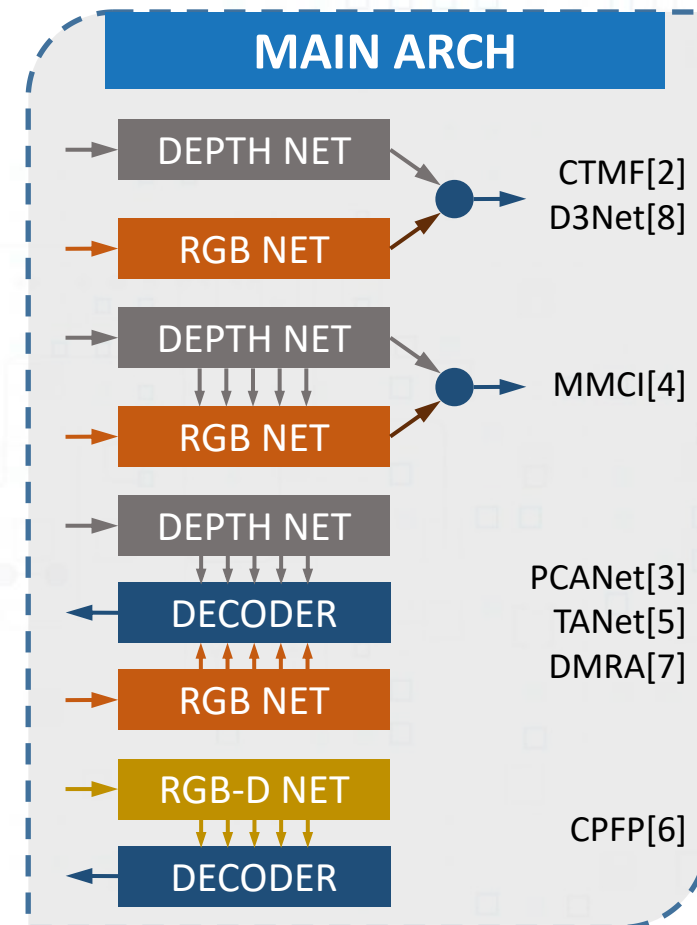 MAIN ARCH
DEPTH NET
RGB NET
CTMF[2]
D3Net[8]
DEPTH NET
RGB NET
MMCI[4]
DEPTH NET
DECODER
RGB NET
PCANet[3]
TANet[5]
DMRA[7]
RGB-D NET
DECODER
CPFP[6]